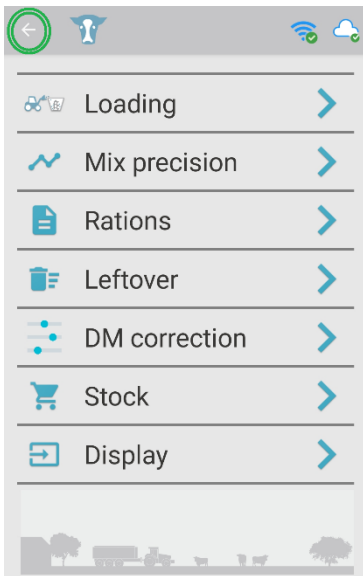 Loading
Mix precision
Rations
Leftover
DM correction
Stock
Display